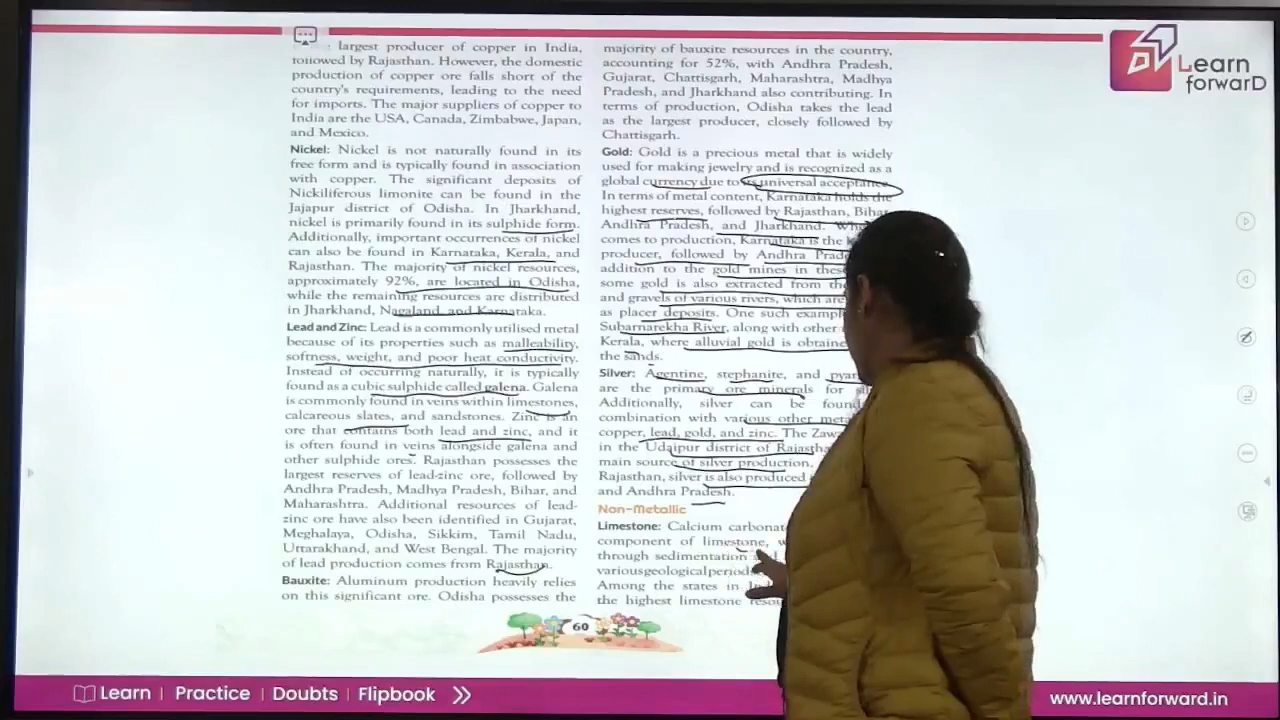 largest producer of copper in India,
followed by Rajasthan. However, the domestic
production of copper ore falls short of the
country's requirements, leading to the need
for imports. The major suppliers of copper to
India are the USA, Canada, Zimbabwe, Japan,
and Mexico.
Nickel: Nickel is not naturally found in its
free form and is typically found in association
with copper. The significant deposits of
Nickiliferous limonite can be found in the
Jajapur district of Odisha. In Jharkhand,
nickel is primarily found in its sulphide form.
Additionally, important occurrences of nickel
can also be found in Karnataka, Kerala, and
Rajasthan. The majority of nickel resources,
approximately 92%, are located in Odisha,
while the remaining resources are distributed
in Jharkhand, Nagaland, and Karnataka.
Lead and Zinc: Lead is a commonly utilised metal
because of its properties such as malleability,
softness, weight, and poor heat conductivity.
Instead of occurring naturally, it is typically
found as a cubic sulphide called galena. Galena
is commonly found in veins within limestones,
calcareous slates, and sandstones. Zinc is an
ore that contains both lead and zinc, and it
is often found in veins alongside galena and
other sulphide ores. Rajasthan possesses the
largest reserves of lead-zinc ore, followed by
Andhra Pradesh, Madhya Pradesh, Bihar, and
Maharashtra. Additional resources of lead-
zinc ore have also been identified in Gujarat,
Meghalaya, Odisha, Sikkim, Tamil Nadu,
Uttarakhand, and West Bengal. The majority
of lead production comes from Rajasthan.
Bauxite: Aluminum production heavily relies
on this significant ore. Odisha possesses the
majority of bauxite resources in the country,
accounting for 52%, with Andhra Pradesh,
Gujarat, Chattisgarh, Maharashtra, Madhya
Pradesh, and Jharkhand also contributing. In
terms of production, Odisha takes the lead
as the largest producer, closely followed by
Chattisgarh.
Gold: Gold is a precious metal that is widely
used for making jewelry and is recognized as a
global currency due to its universal acceptance.
In terms of metal content, Karnataka holds the
highest reserves, followed by Rajasthan, Bihar,
Andhra Pradesh, and Jharkhand.
comes to production, Karnataka is the
producer, followed by Andhra
addition to the gold mines in these
some gold is also extracted from the
and gravels of various rivers, which are
as placer deposits. One such example
Subarnarekha River, along with other
Kerala, where alluvial gold is obtained
the sands.
Silver: Agentine, stephanite, and
are the primary ore minerals for
Additionally, silver can be found
combination with various other
copper, lead, gold, and zinc. The
in the Udaipur district of
main source of silver production.
Rajasthan, silver is also produced
and Andhra Pradesh.
Non-Metallic
Limestone: Calcium
component of limestone,
through sedimentation
various geological
Among the states in
the highest limestone
60
Learn
forwarD
Learn | Practice | Doubts | Flipbook
www.learnforward.in